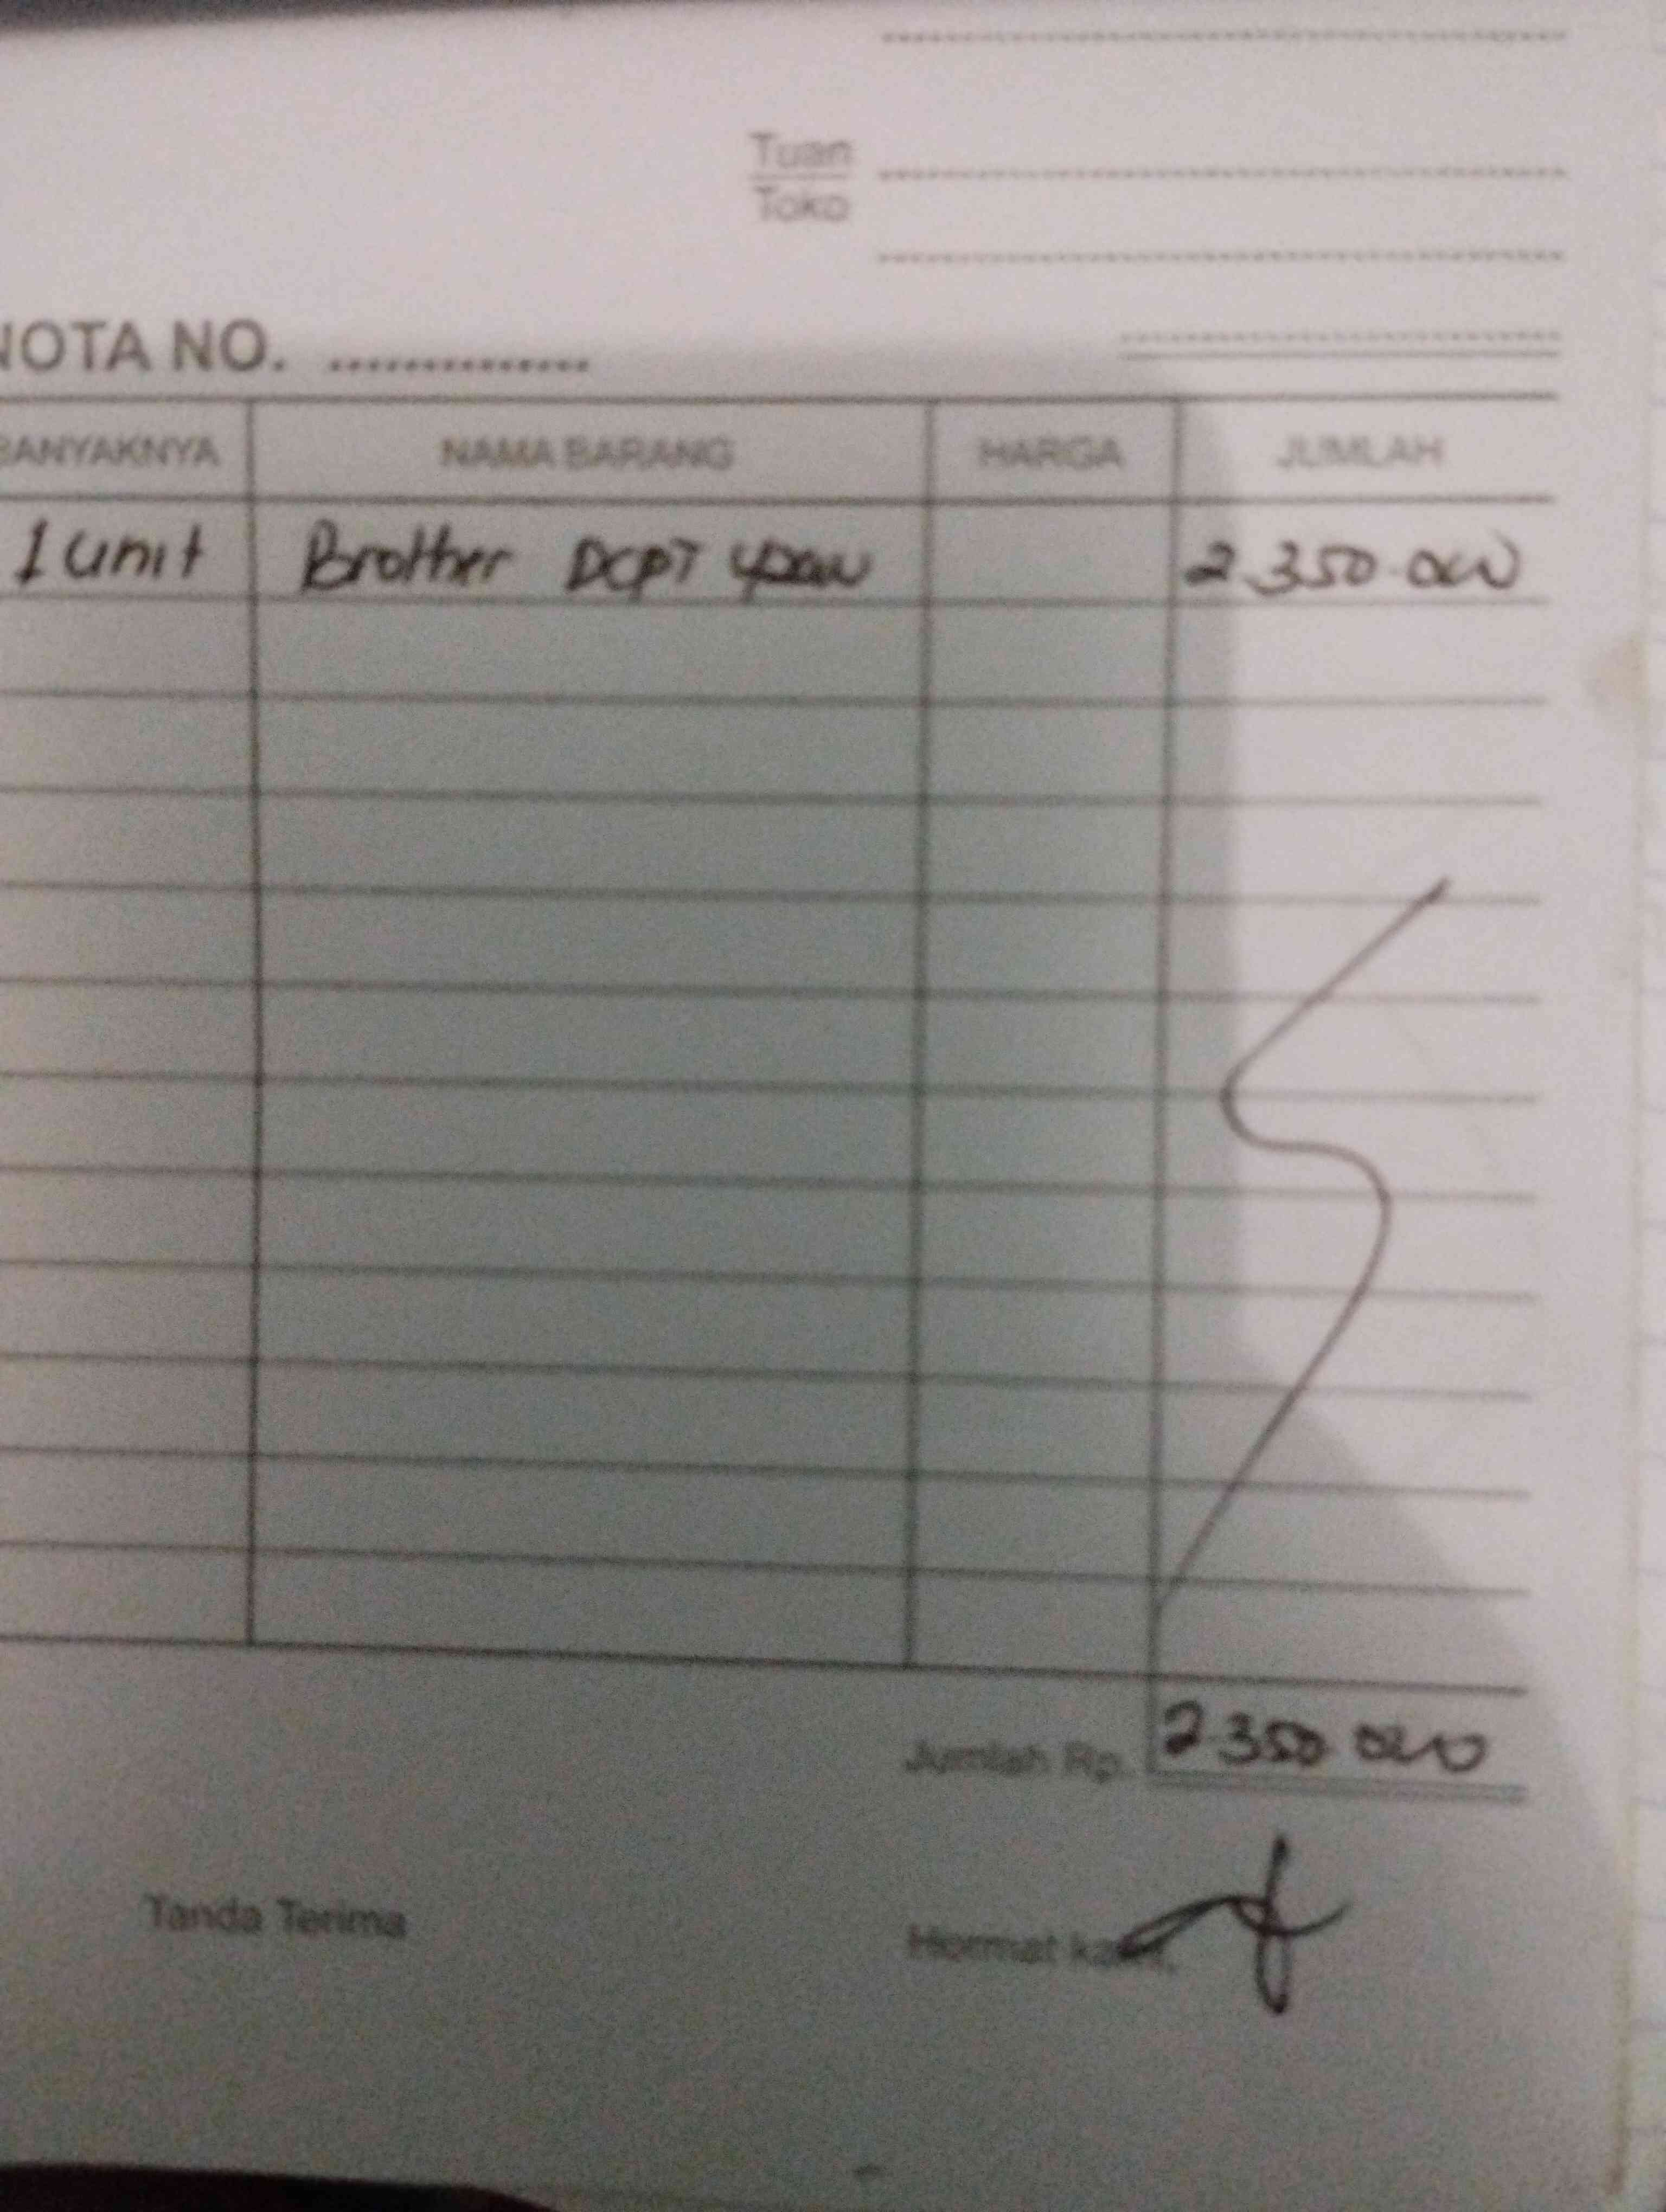 Tuan
Toko
NOTA NO. ..............
BANYAKNYA NAMA BARANG HARGA JUMLAH
1 unit Brother DCPT 2.350.000
Jumlah Rp. 2.350.000
Tanda Terima Hormat kami,